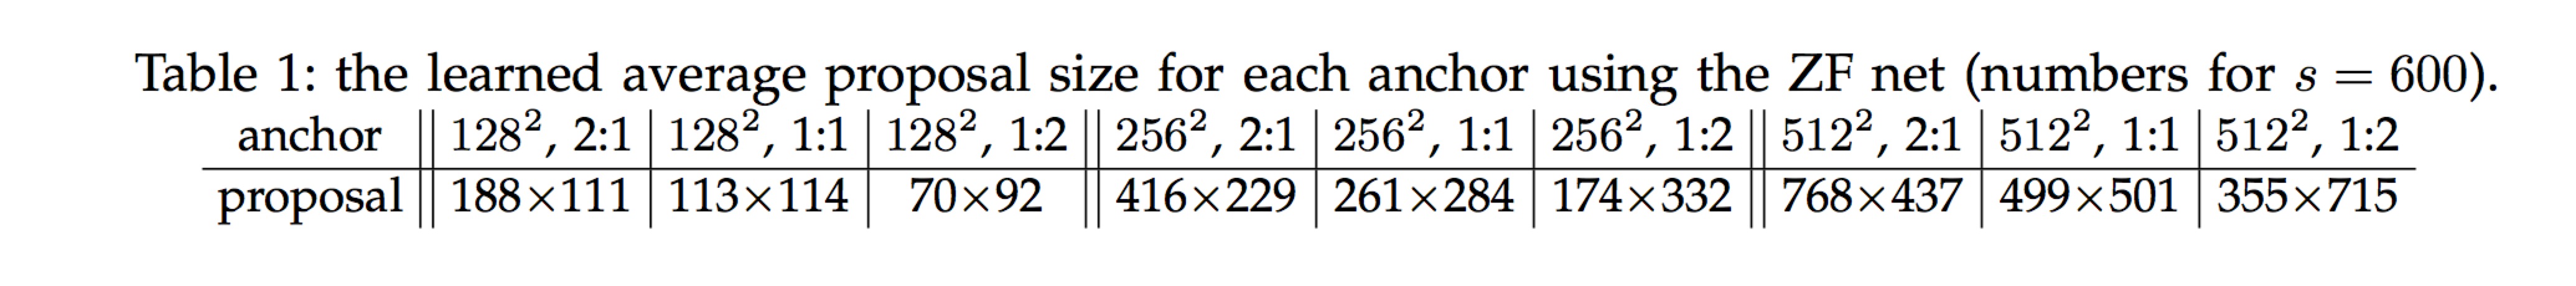 Table 1: the learned average proposal size for each anchor using the ZF net (numbers for s = 600).
anchor 128², 2:1 128², 1:1 128², 1:2 256², 2:1 256², 1:1 256², 1:2 512², 2:1 512², 1:1 512², 1:2
proposal 188×111 113×114 70×92 416×229 261×284 174×332 768×437 499×501 355×715